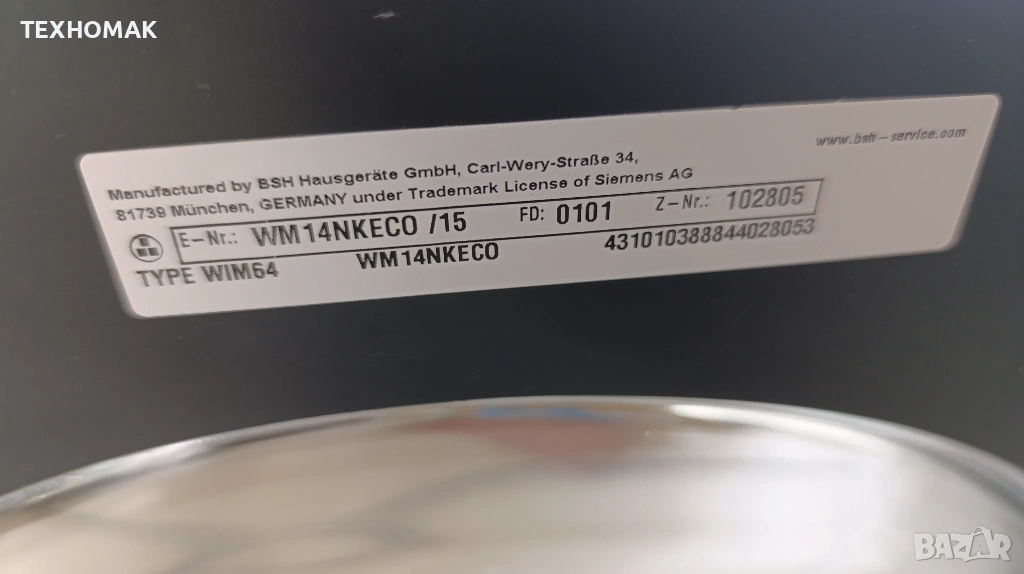 ТЕХНОМАК
www.bsh-service.com
Manufactured by BSH Hausgeräte GmbH, Carl-Wery-Straße 34,
81739 München, GERMANY under Trademark License of Siemens AG
E-Nr.: WM14NKECO /15 FD: 0101 Z-Nr.: 102805
TYPE WIM64 WM14NKECO 431010388844028053
BAZAR